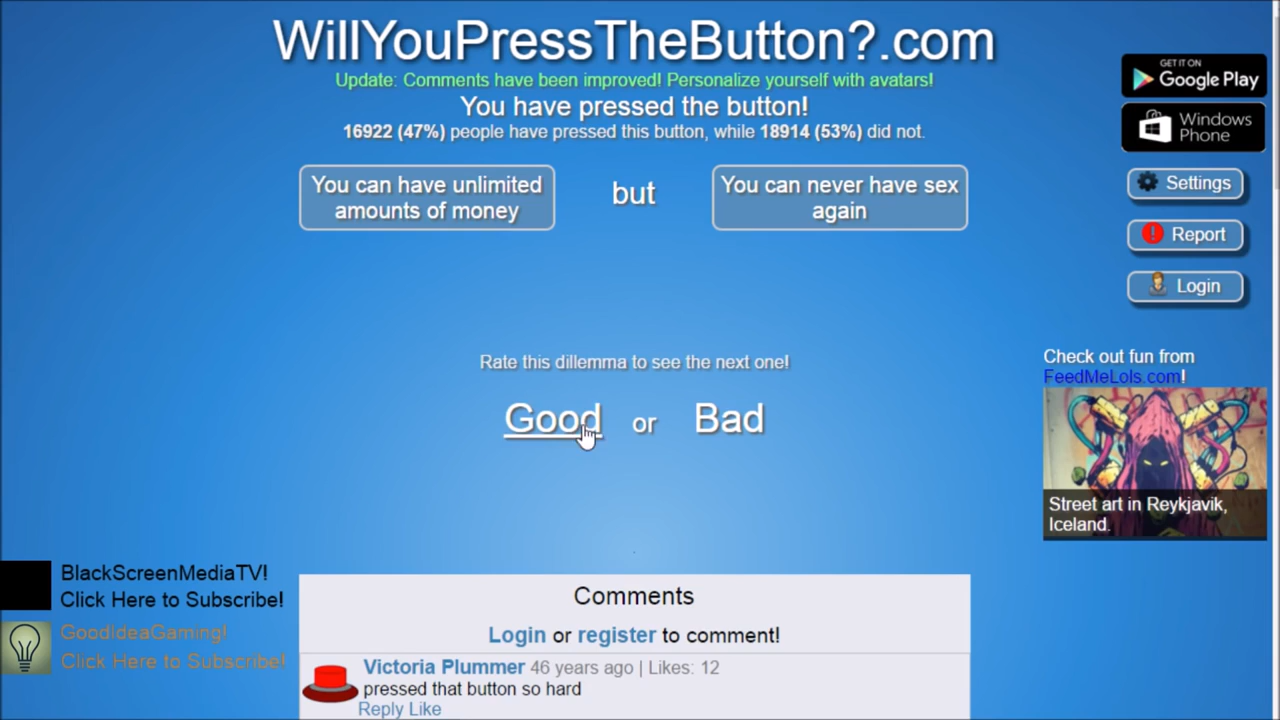 WillYouPressTheButton?.com
Update: Comments have been improved! Personalize yourself with avatars!
You have pressed the button!
16922 (47%) people have pressed this button, while 18914 (53%) did not.
You can have unlimited
amounts of money
but
You can never have sex
again
GET IT ON
Google Play
Windows
Phone
Settings
Report
Login
Rate this dillemma to see the next one!
Good or Bad
Check out fun from
FeedMeLols.com!
Street art in Reykjavik,
Iceland.
BlackScreenMediaTV!
Click Here to Subscribe!
GoodIdeaGaming!
Click Here to Subscribe!
Comments
Login or register to comment!
Victoria Plummer 46 years ago | Likes: 12
pressed that button so hard
Reply Like